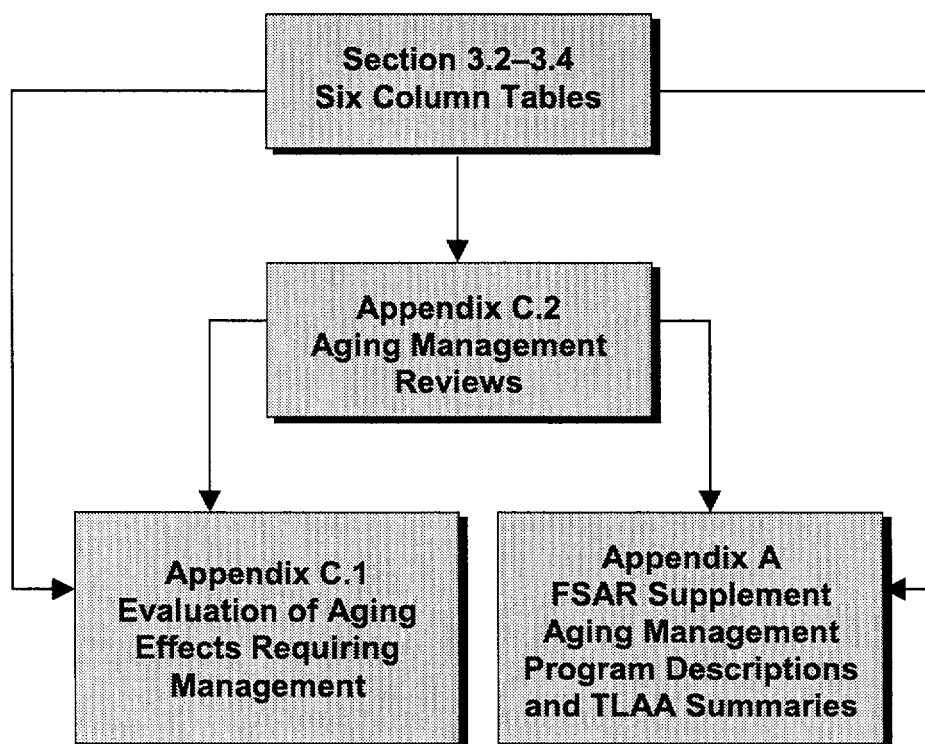 Section 3.2–3.4
Six Column Tables
Appendix C.2
Aging Management
Reviews
Appendix C.1
Evaluation of Aging
Effects Requiring
Management
Appendix A
FSAR Supplement
Aging Management
Program Descriptions
and TLAA Summaries